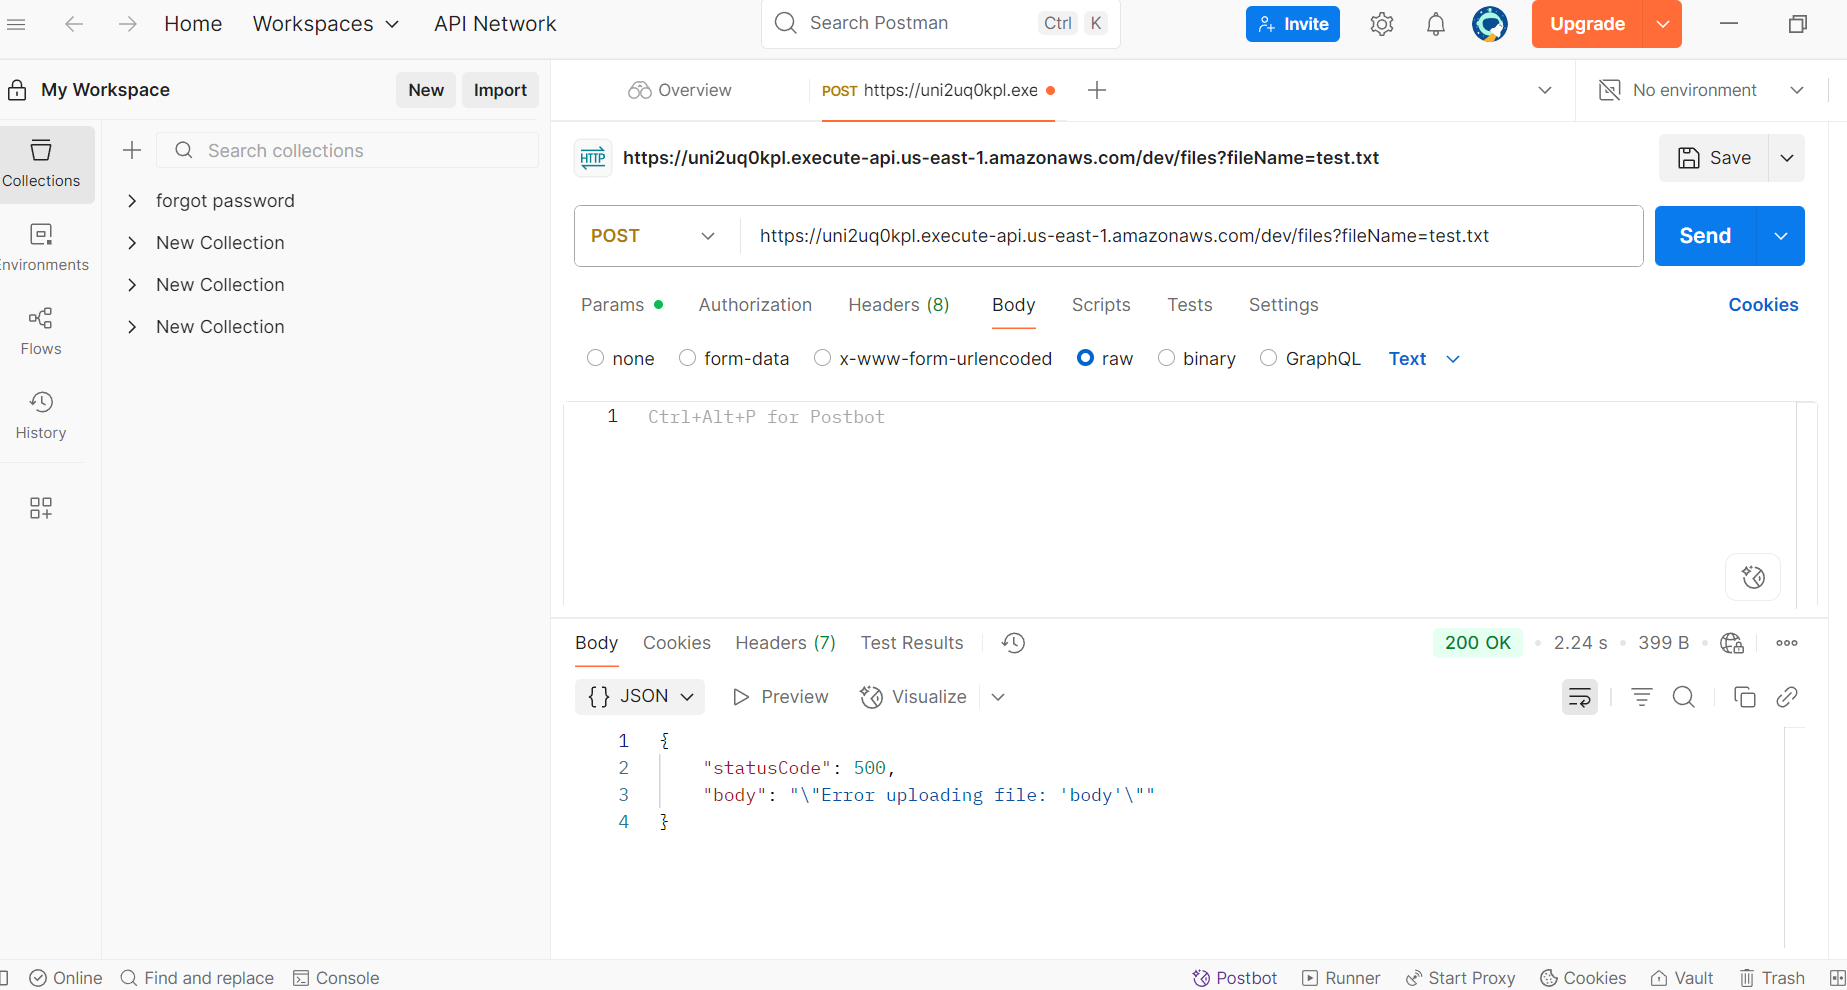 Home
Workspaces
API Network
Search Postman
Ctrl
K
Invite
Upgrade
My Workspace
New
Import
Overview
POST https://uni2uq0kpl.exe
No environment
Collections
Search collections
forgot password
New Collection
New Collection
New Collection
Environments
Flows
History
HTTP
https://uni2uq0kpl.execute-api.us-east-1.amazonaws.com/dev/files?fileName=test.txt
Save
POST
https://uni2uq0kpl.execute-api.us-east-1.amazonaws.com/dev/files?fileName=test.txt
Send
Params
Authorization
Headers (8)
Body
Scripts
Tests
Settings
Cookies
none
form-data
x-www-form-urlencoded
raw
binary
GraphQL
Text
1
Ctrl+Alt+P for Postbot
Body
Cookies
Headers (7)
Test Results
200 OK
2.24 s
399 B
{} JSON
Preview
Visualize
1 {
2 "statusCode": 500,
3 "body": "\"Error uploading file: 'body'\""
4 }
Online
Find and replace
Console
Postbot
Runner
Start Proxy
Cookies
Vault
Trash